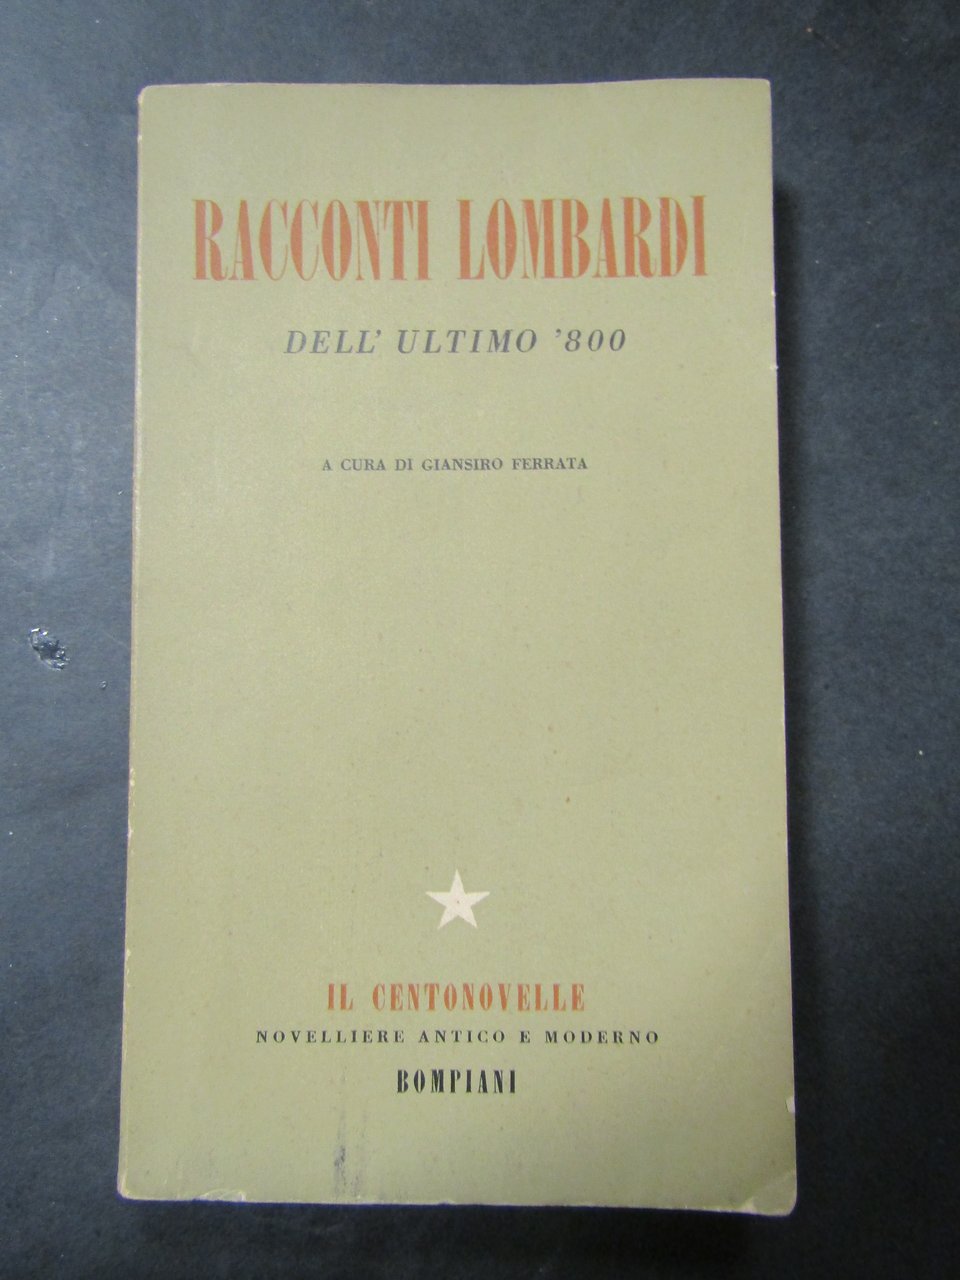 RACCONTI LOMBARDI
DELL' ULTIMO '800
A CURA DI GIANSIRO FERRATA
IL CENTONOVELLE
NOVELLIERE ANTICO E MODERNO
BOMPIANI